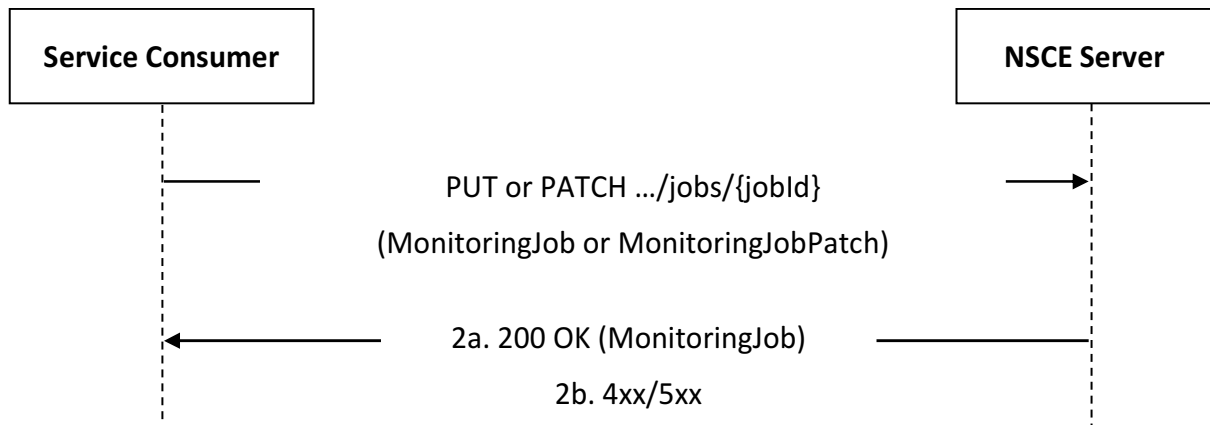 Service Consumer
NSCE Server
PUT or PATCH …/jobs/{jobId}
(MonitoringJob or MonitoringJobPatch)
2a. 200 OK (MonitoringJob)
2b. 4xx/5xx